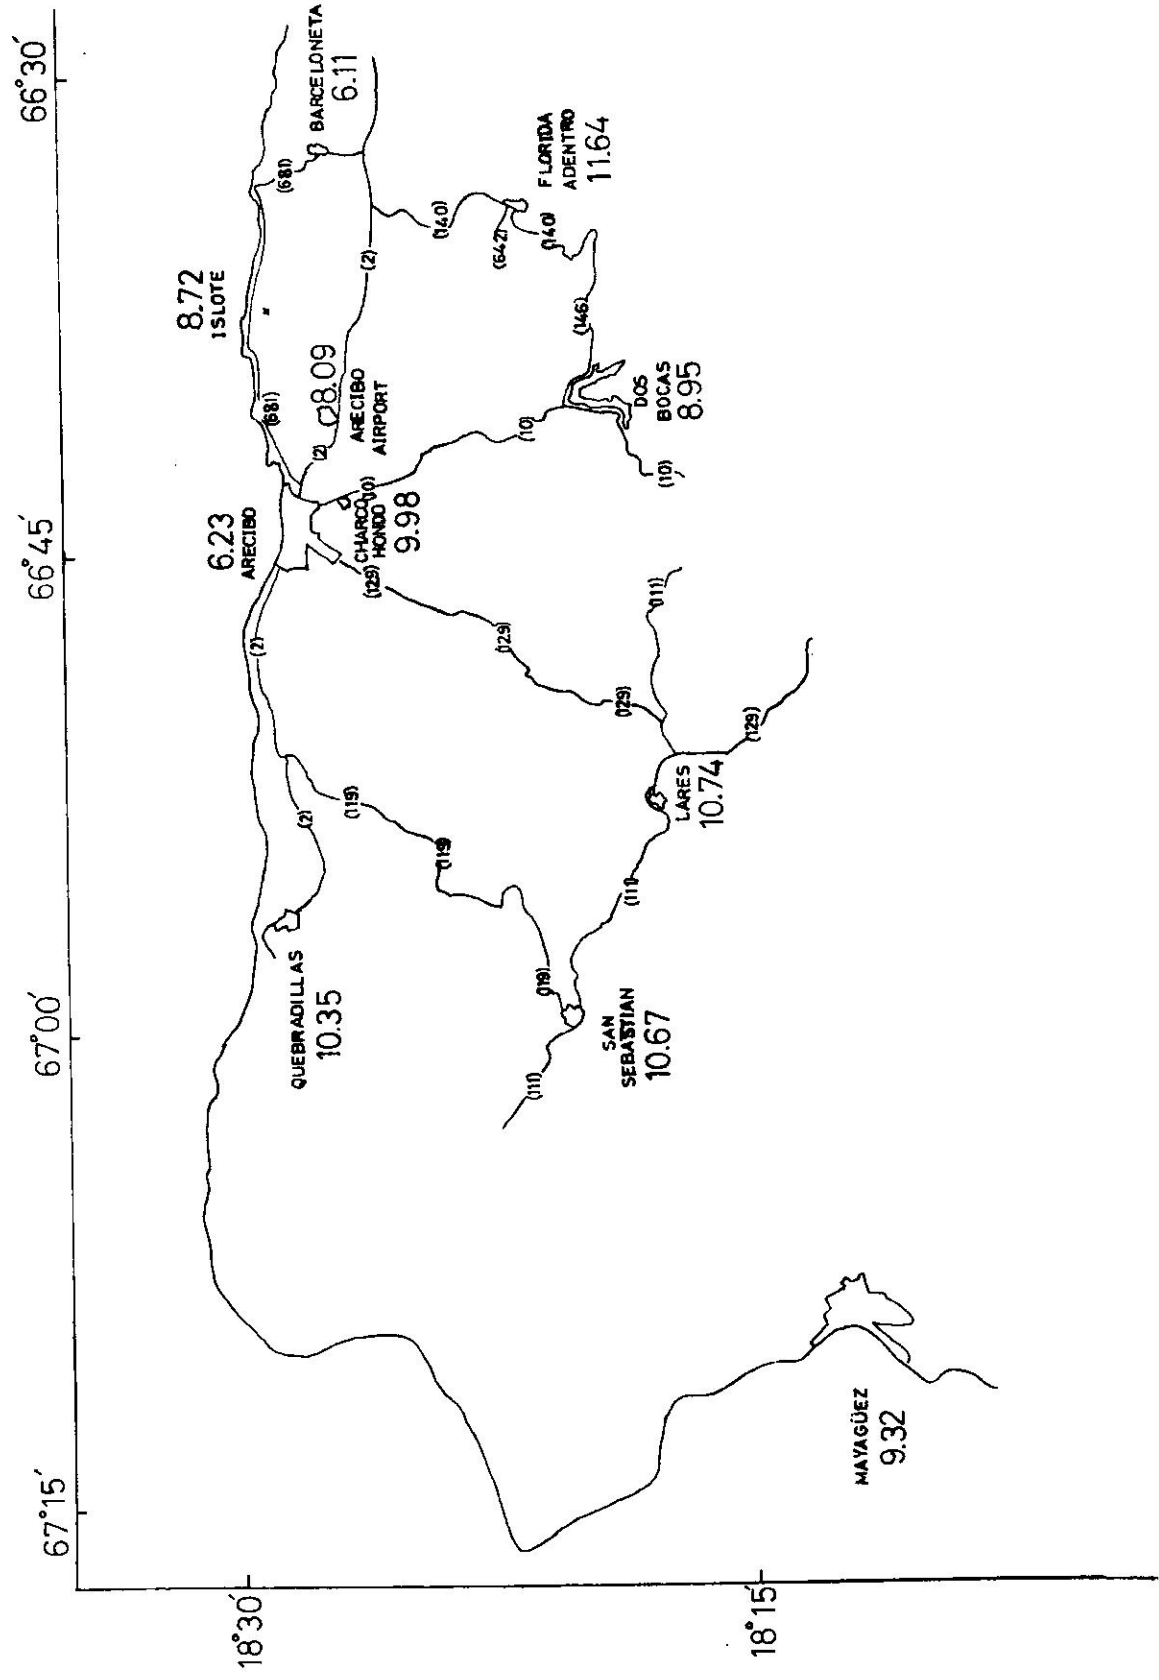 67°15′
67°00′
66°45′
66°30′
18°30′
18°15′
8.72
ISLOTE
6.23
ARECIBO
(681)
(681)
BARCELONETA
6.11
(2)
(2)
(2)
(2)
8.09
ARECIBO
AIRPORT
QUEBRADILLAS
10.35
(119)
(119)
(119)
CHARCO
HONDO
9.98
(10)
(10)
(10)
(129)
(129)
(129)
(129)
(140)
(642)
(140)
FLORIDA
ADENTRO
11.64
(146)
DOS
BOCAS
8.95
(111)
(111)
(111)
SAN
SEBASTIAN
10.67
LARES
10.74
MAYAGÜEZ
9.32